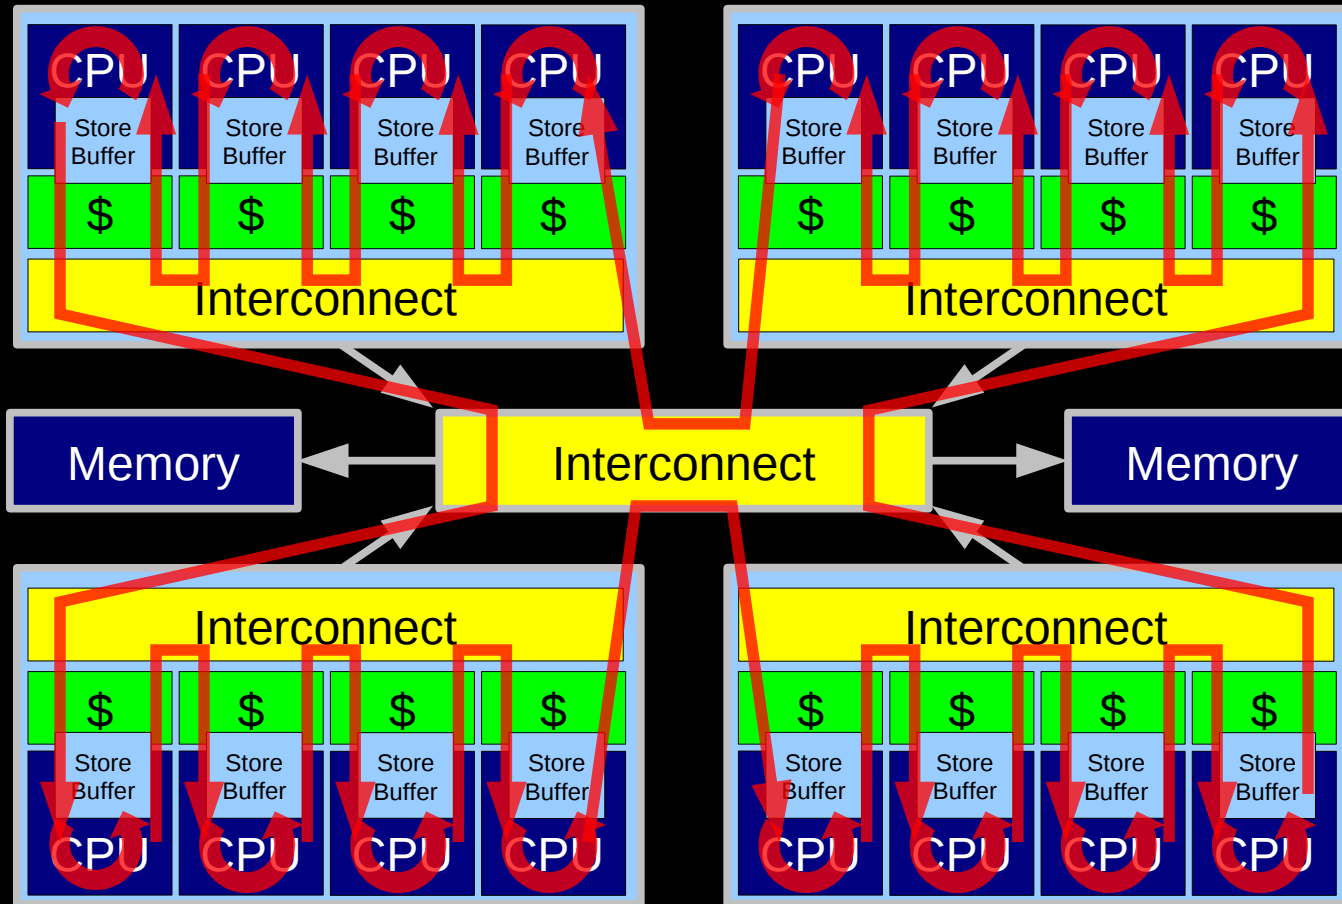 CPU CPU CPU CPU CPU CPU CPU CPU
Store Store Store Store Store Store Store Store
Buffer Buffer Buffer Buffer Buffer Buffer Buffer Buffer
$ $ $ $ $ $ $ $
Interconnect Interconnect
Memory Interconnect Memory
Interconnect Interconnect
$ $ $ $ $ $ $ $
Store Store Store Store Store Store Store Store
Buffer Buffer Buffer Buffer Buffer Buffer Buffer Buffer
CPU CPU CPU CPU CPU CPU CPU CPU